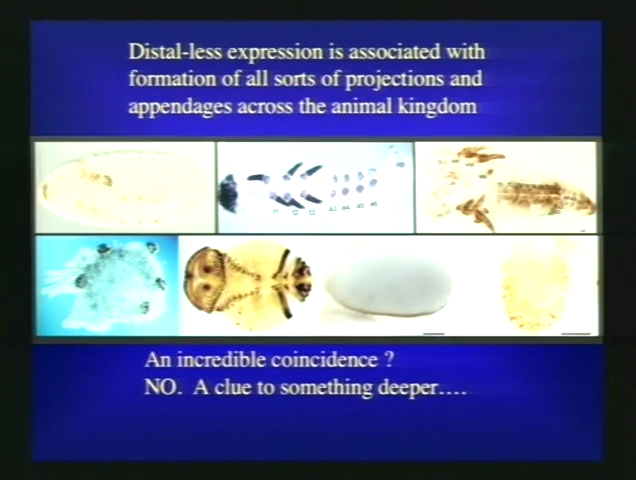 Distal-less expression is associated with
formation of all sorts of projections and
appendages across the animal kingdom
An incredible coincidence ?
NO. A clue to something deeper....